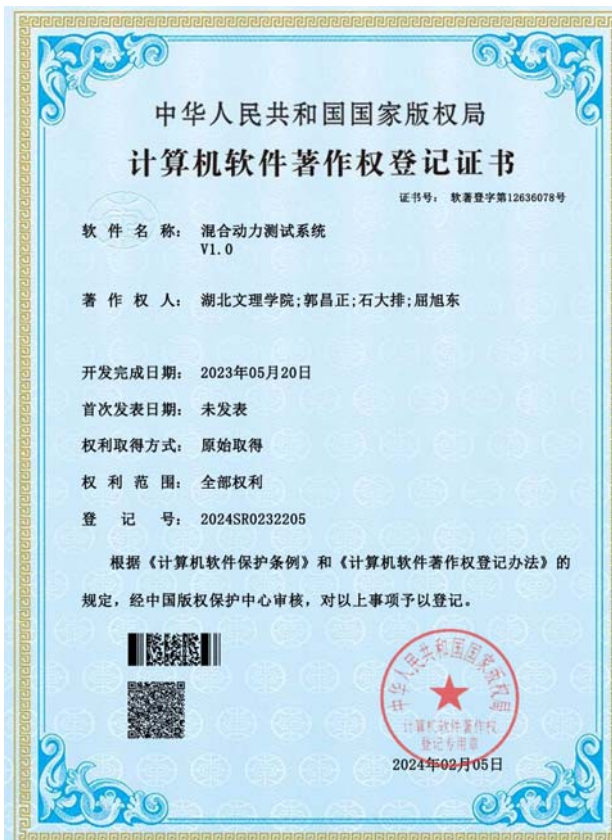 中华人民共和国国家版权局
计算机软件著作权登记证书
证书号： 软著登字第12636078号
软件名称： 混合动力测试系统
V1.0
著作权人： 湖北文理学院;郭昌正;石大排;屈旭东
开发完成日期： 2023年05月20日
首次发表日期： 未发表
权利取得方式： 原始取得
权利范围： 全部权利
登记号： 2024SR0232205
根据《计算机软件保护条例》和《计算机软件著作权登记办法》的
规定，经中国版权保护中心审核，对以上事项予以登记。
中华人民共和国国家版权局
计算机软件著作权
登记专用章
2024年02月05日